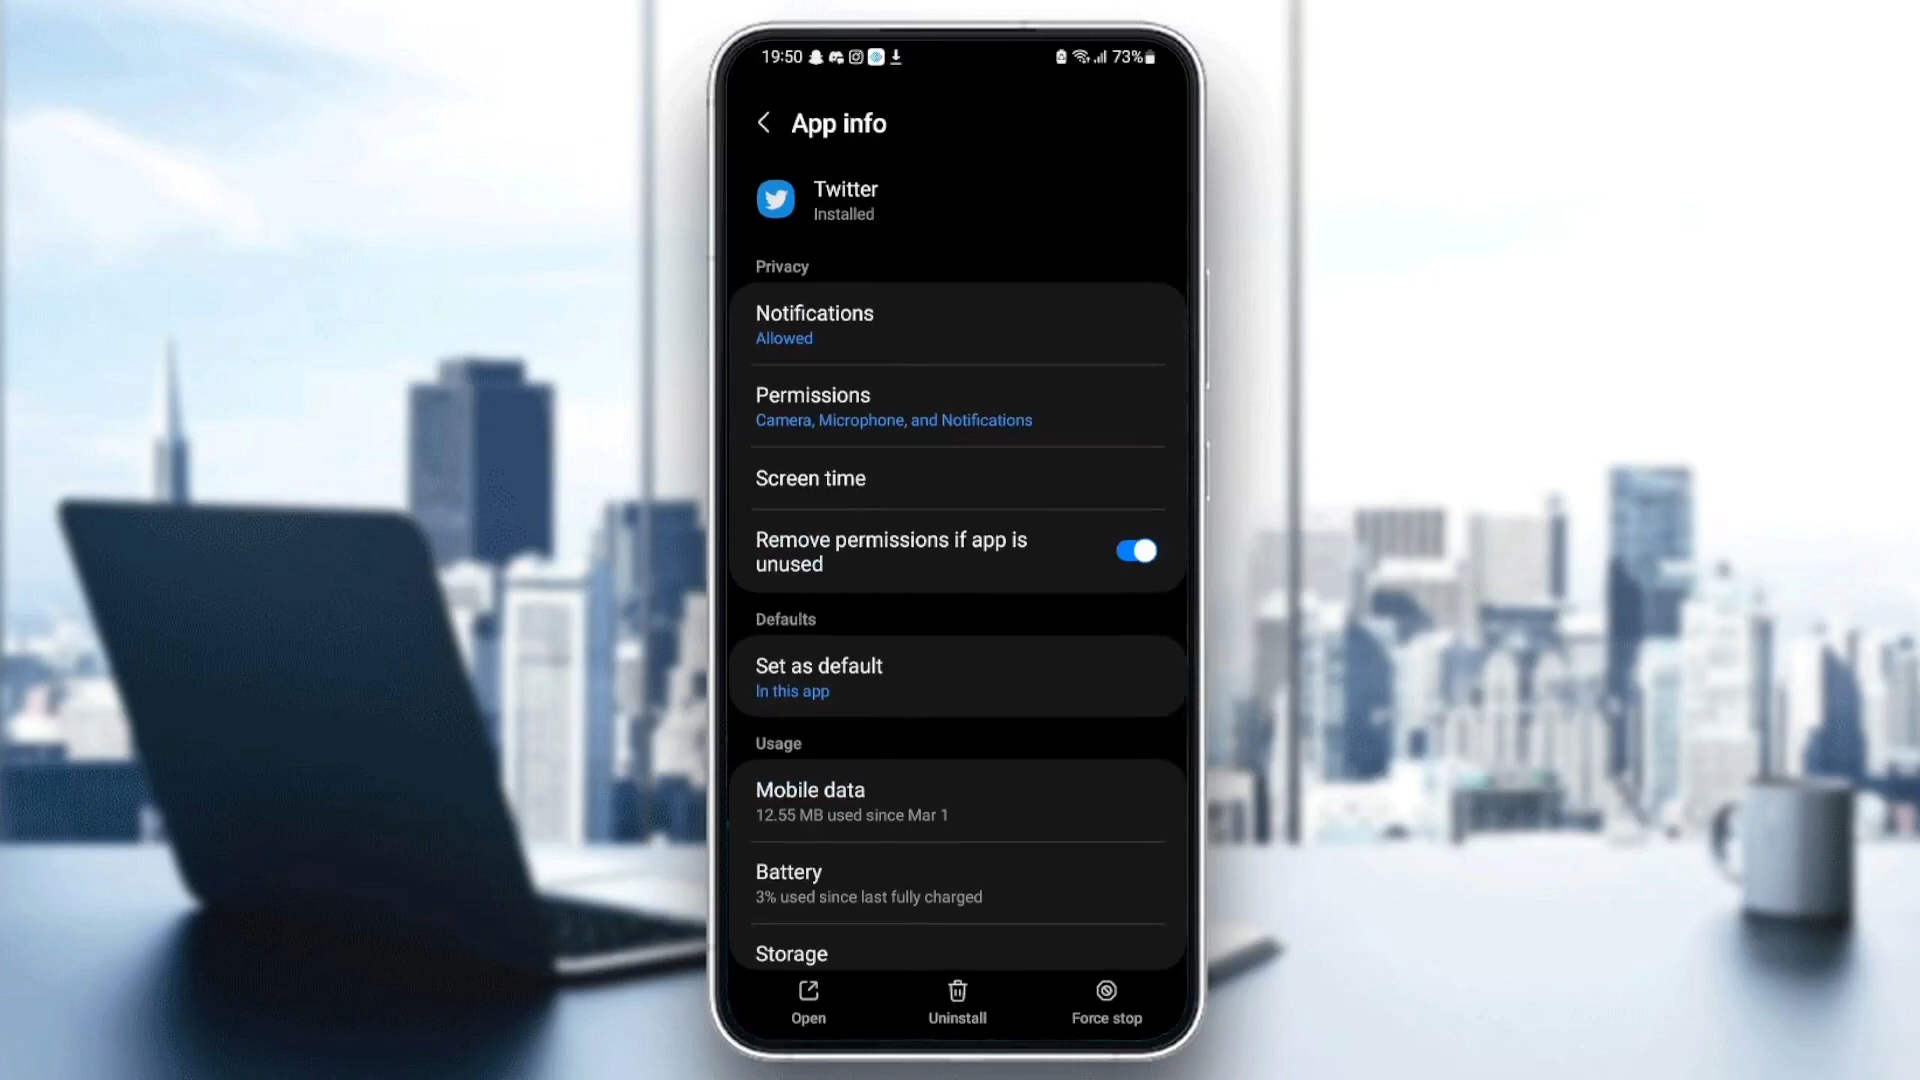 19:50 73%
App info
Twitter
Installed
Privacy
Notifications
Allowed
Permissions
Camera, Microphone, and Notifications
Screen time
Remove permissions if app is
unused
Defaults
Set as default
In this app
Usage
Mobile data
12.55 MB used since Mar 1
Battery
3% used since last fully charged
Storage
Open Uninstall Force stop